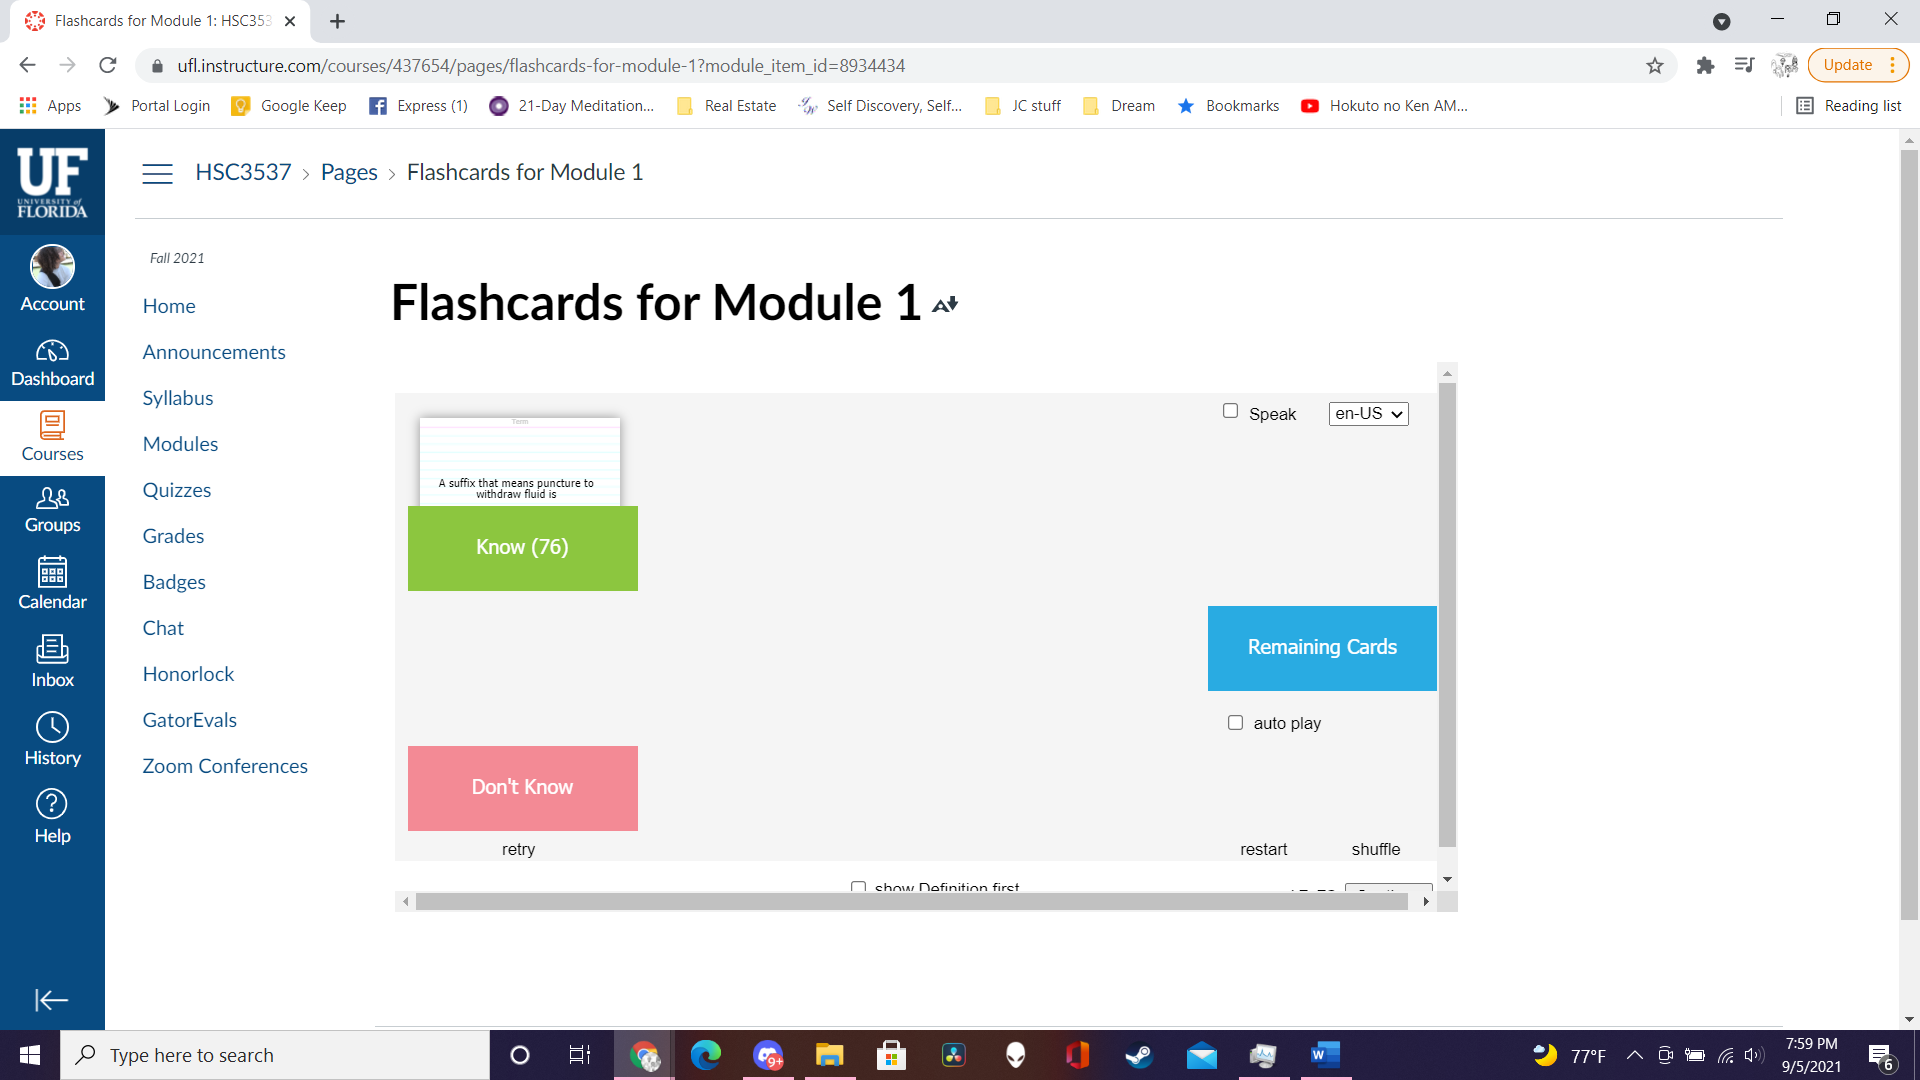 Flashcards for Module 1: HSC353
ufl.instructure.com/courses/437654/pages/flashcards-for-module-1?module_item_id=8934434
Update
Apps
Portal Login
Google Keep
Express (1)
21-Day Meditation...
Real Estate
Self Discovery, Self...
JC stuff
Dream
Bookmarks
Hokuto no Ken AM...
Reading list
UF
UNIVERSITY of
FLORIDA
HSC3537 > Pages > Flashcards for Module 1
Account
Dashboard
Courses
Groups
Calendar
Inbox
History
Help
Fall 2021
Home
Announcements
Syllabus
Modules
Quizzes
Grades
Badges
Chat
Honorlock
GatorEvals
Zoom Conferences
Flashcards for Module 1
Speak
en-US
Term
A suffix that means puncture to
withdraw fluid is
Know (76)
Remaining Cards
auto play
Don't Know
retry
restart
shuffle
show Definition first
Type here to search
9+
77°F
7:59 PM
9/5/2021
6